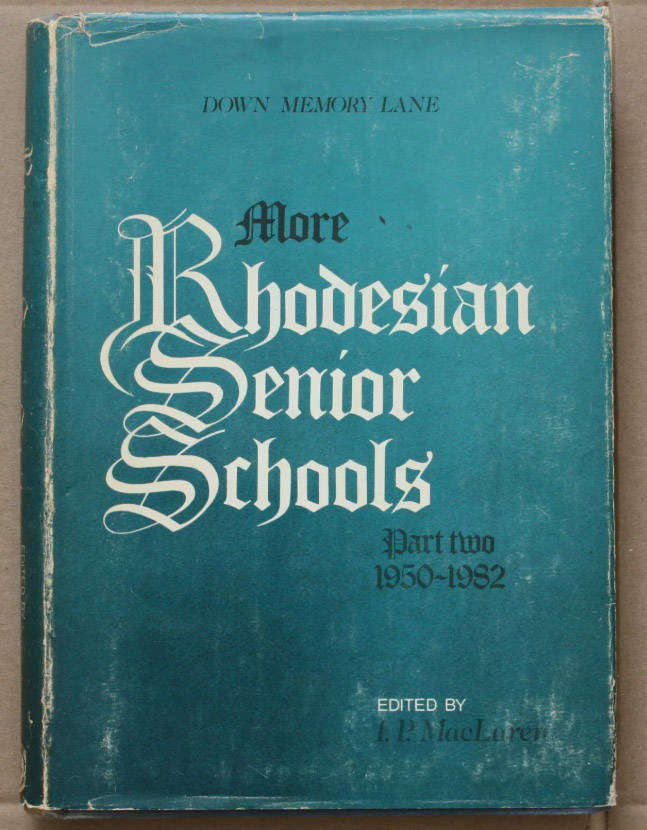 DOWN MEMORY LANE
More
Rhodesian
Senior
Schools
Part two
1950-1982
EDITED BY
I. P. MacLaren